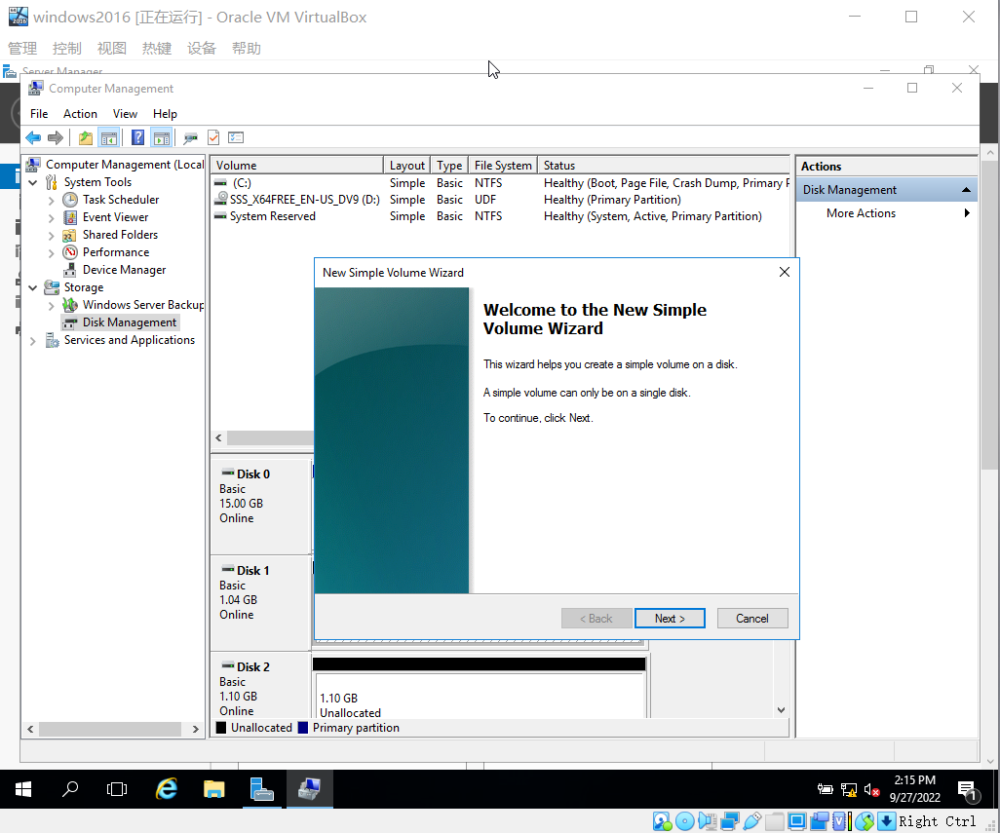 windows2016 [正在运行] - Oracle VM VirtualBox
管理 控制 视图 热键 设备 帮助
Server Manager
Computer Management
File Action View Help
Computer Management (Local
System Tools
Task Scheduler
Event Viewer
Shared Folders
Performance
Device Manager
Storage
Windows Server Backup
Disk Management
Services and Applications
Volume Layout Type File System Status
(C:) Simple Basic NTFS Healthy (Boot, Page File, Crash Dump, Primary P
SSS_X64FREE_EN-US_DV9 (D:) Simple Basic UDF Healthy (Primary Partition)
System Reserved Simple Basic NTFS Healthy (System, Active, Primary Partition)
Actions
Disk Management
More Actions
New Simple Volume Wizard
Welcome to the New Simple
Volume Wizard
This wizard helps you create a simple volume on a disk.
A simple volume can only be on a single disk.
To continue, click Next.
< Back Next > Cancel
Disk 0
Basic
15.00 GB
Online
Disk 1
Basic
1.04 GB
Online
Disk 2
Basic
1.10 GB
Online
1.10 GB
Unallocated
Unallocated Primary partition
2:15 PM
9/27/2022
1
Right Ctrl